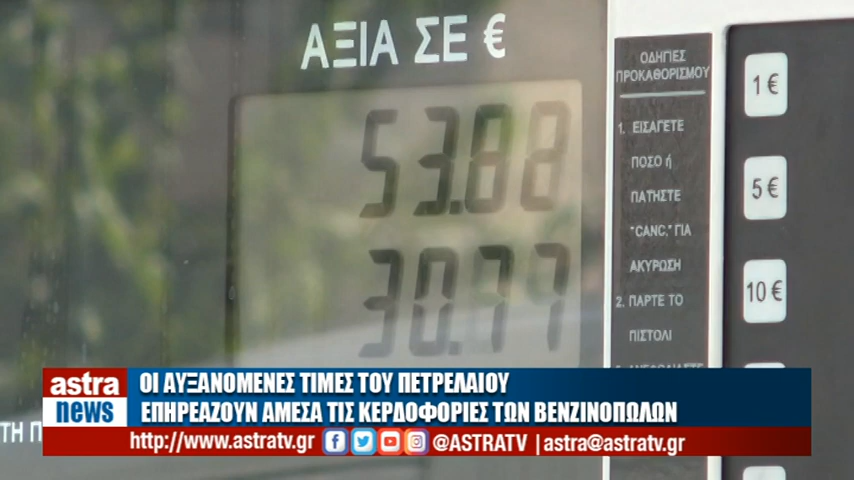 ΑΞΙΑ ΣΕ €
53.88
30.77
ΟΔΗΓΙΕΣ
ΠΡΟΚΑΘΟΡΙΣΜΟΥ
1. ΕΙΣΑΓΕΤΕ
ΠΟΣΟ ή
ΠΑΤΗΣΤΕ
"CANC," ΓΙΑ
ΑΚΥΡΩΣΗ
2. ΠΑΡΤΕ ΤΟ
ΠΙΣΤΟΛΙ
1 €
5 €
10 €
astra
news
ΟΙ ΑΥΞΑΝΟΜΕΝΕΣ ΤΙΜΕΣ ΤΟΥ ΠΕΤΡΕΛΑΙΟΥ
ΕΠΗΡΕΑΖΟΥΝ ΑΜΕΣΑ ΤΙΣ ΚΕΡΔΟΦΟΡΙΕΣ ΤΩΝ ΒΕΝΖΙΝΟΠΩΛΩΝ
http://www.astratv.gr @ASTRATV | astra@astratv.gr